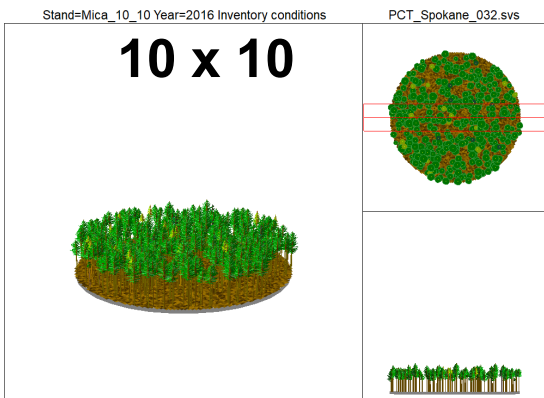 Stand=Mica_10_10 Year=2016 Inventory conditions
PCT_Spokane_032.svs
10 x 10